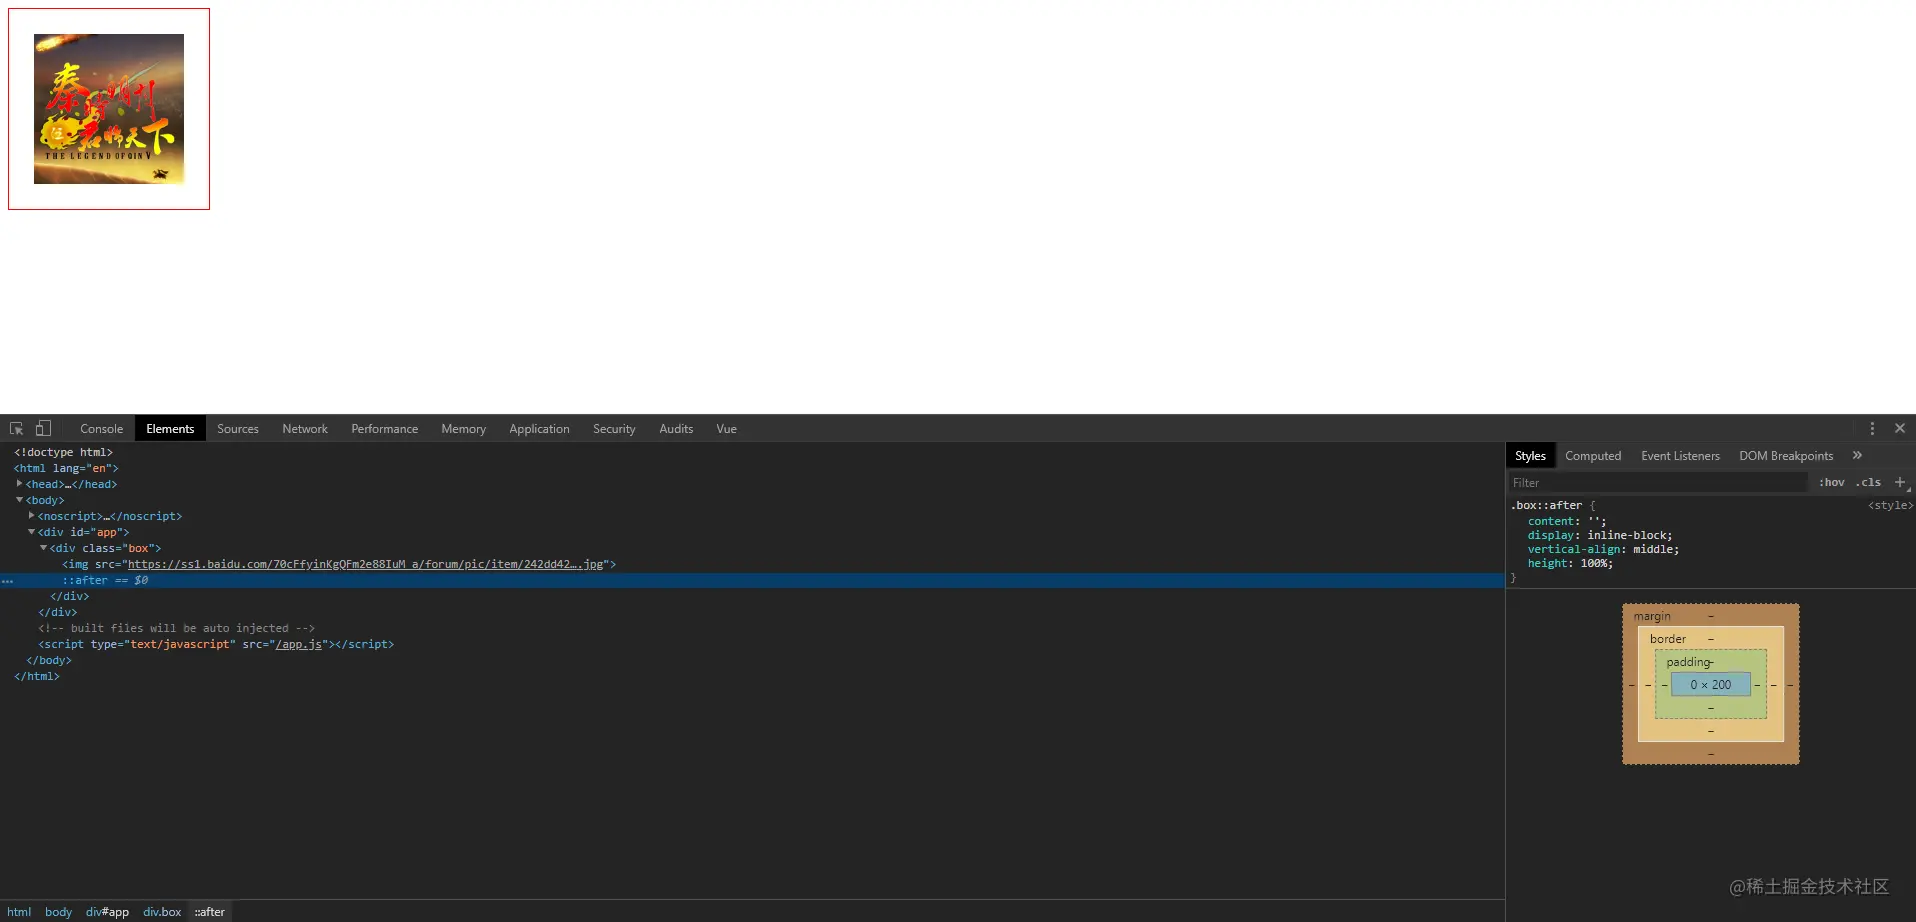 秦时明月
伍 君临天下
THE LEGEND OF QIN V
Console Elements Sources Network Performance Memory Application Security Audits Vue
<!doctype html>
<html lang="en">
<head>…</head>
<body>
<noscript>…</noscript>
<div id="app">
<div class="box">
<img src="https://ss1.baidu.com/70cFfyinKgQFm2e88IuM_a/forum/pic/item/242dd42….jpg">
… ::after == $0
</div>
</div>
<!-- built files will be auto injected -->
<script type="text/javascript" src="/app.js"></script>
</body>
</html>
html body div#app div.box ::after
Styles Computed Event Listeners DOM Breakpoints »
Filter :hov .cls +
.box::after { <style>
content: '';
display: inline-block;
vertical-align: middle;
height: 100%;
}
margin –
border –
padding –
– – – 0 × 200 – – –
–
–
–
@稀土掘金技术社区